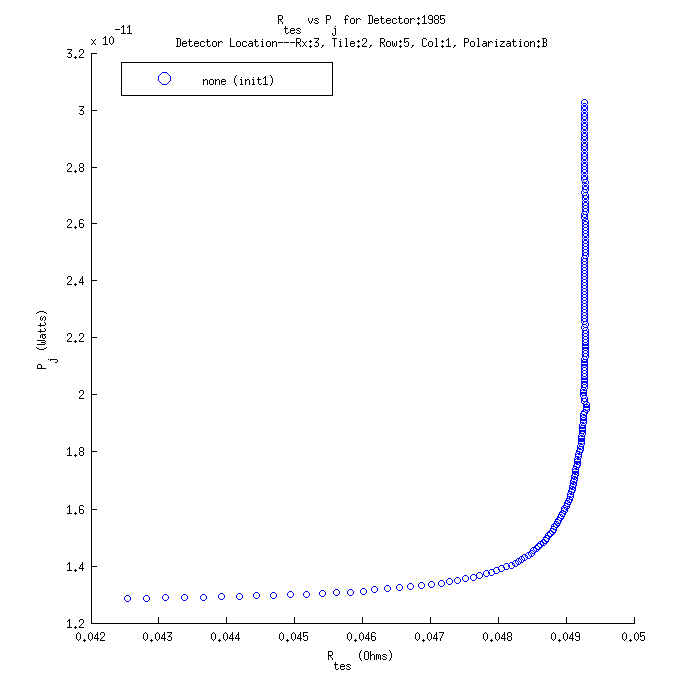 R_tes vs P_j for Detector:1985
Detector Location---Rx:3, Tile:2, Row:5, Col:1, Polarization:B
x 10^-11
none (init1)
3.2
3
2.8
2.6
2.4
2.2
2
1.8
1.6
1.4
1.2
P_j (Watts)
0.042 0.043 0.044 0.045 0.046 0.047 0.048 0.049 0.05
R_tes (Ohms)